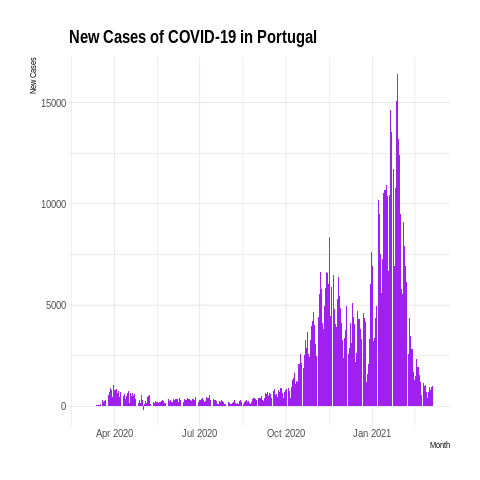 New Cases of COVID-19 in Portugal
New Cases
15000
10000
5000
0
Apr 2020 Jul 2020 Oct 2020 Jan 2021
Month